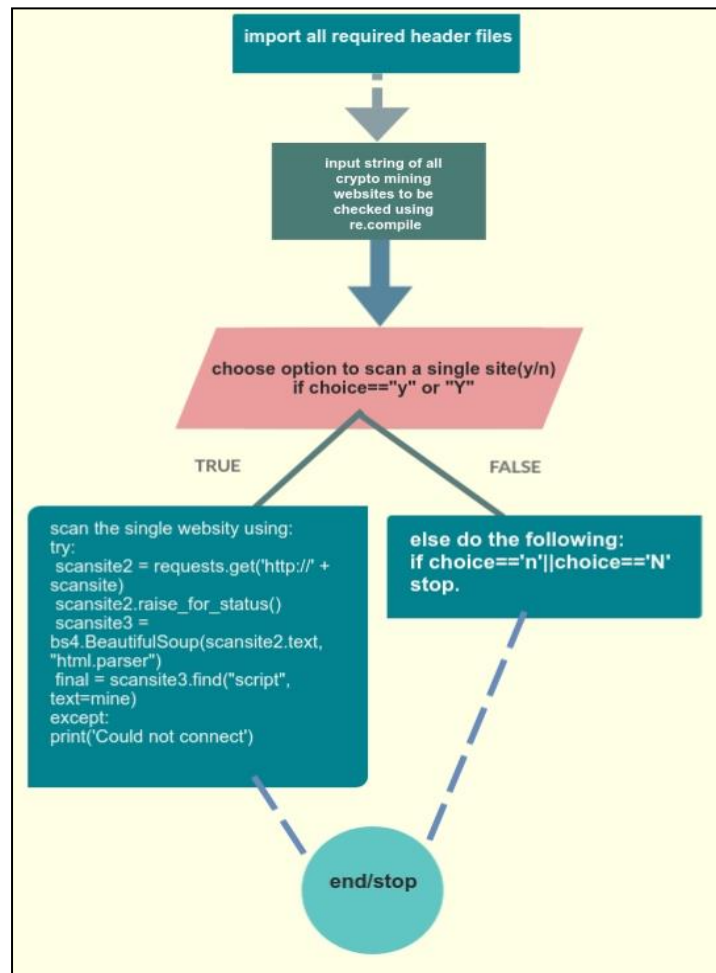 import all required header files
input string of all
crypto mining
websites to be
checked using
re.compile
choose option to scan a single site(y/n)
if choice=="y" or "Y"
TRUE
FALSE
scan the single websity using:
try:
scansite2 = requests.get('http://' +
scansite)
scansite2.raise_for_status()
scansite3 =
bs4.BeautifulSoup(scansite2.text,
"html.parser")
final = scansite3.find("script",
text=mine)
except:
print('Could not connect')
else do the following:
if choice=='n'||choice=='N'
stop.
end/stop